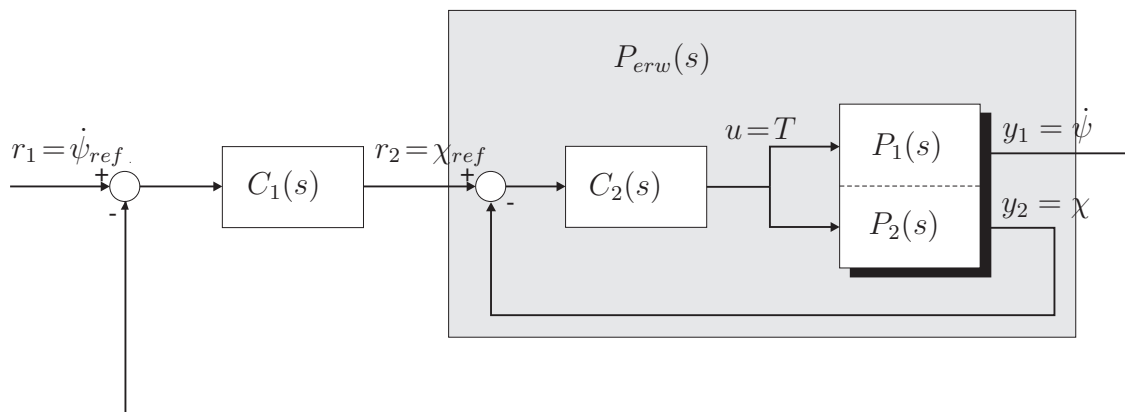 P_{erw}(s)
r_1 = \dot{\psi}_{ref}
+
-
C_1(s)
r_2 = \chi_{ref}
+
-
C_2(s)
u = T
P_1(s)
P_2(s)
y_1 = \dot{\psi}
y_2 = \chi